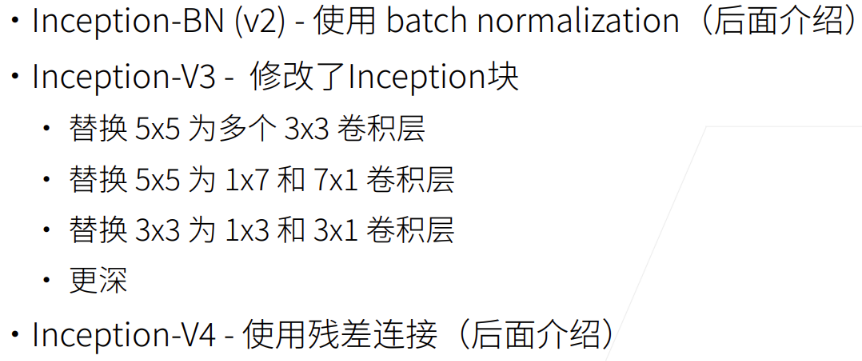 • Inception-BN (v2) - 使用 batch normalization（后面介绍）
• Inception-V3 - 修改了Inception块
• 替换 5x5 为多个 3x3 卷积层
• 替换 5x5 为 1x7 和 7x1 卷积层
• 替换 3x3 为 1x3 和 3x1 卷积层
• 更深
• Inception-V4 - 使用残差连接（后面介绍）